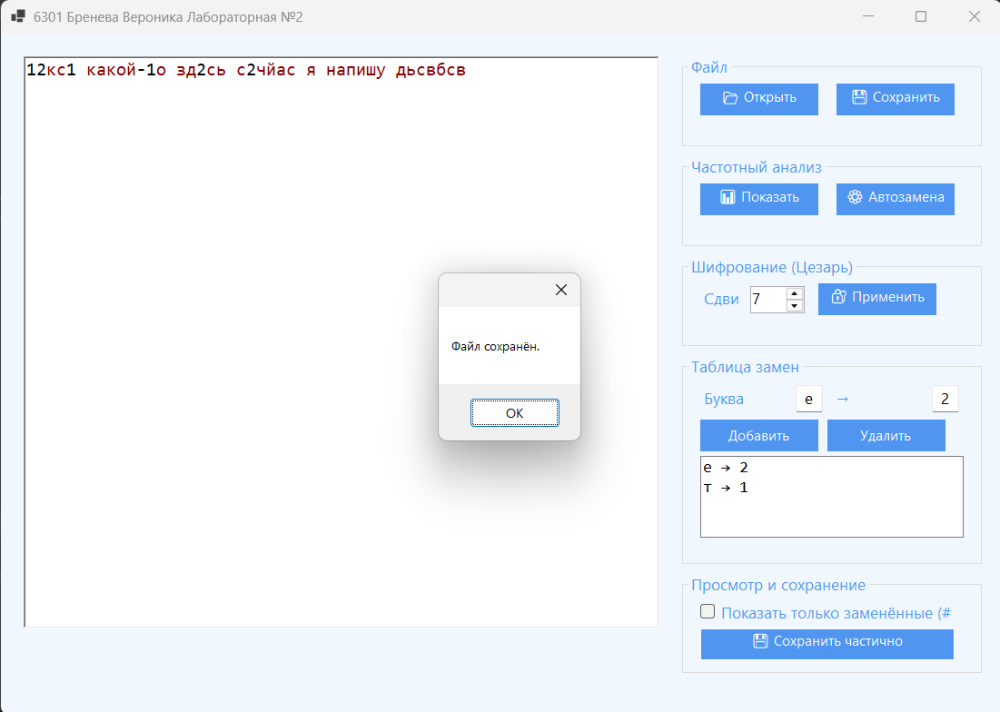 6301 Бренева Вероника Лабораторная №2
12кс1 какой-1о зд2сь с2чйас я напишу дьсвбсв
Файл
Открыть Сохранить
Частотный анализ
Показать Автозамена
Файл сохранён.
OK
Шифрование (Цезарь)
Сдви 7 Применить
Таблица замен
Буква е → 2
Добавить Удалить
е → 2
т → 1
Просмотр и сохранение
Показать только заменённые (#
Сохранить частично